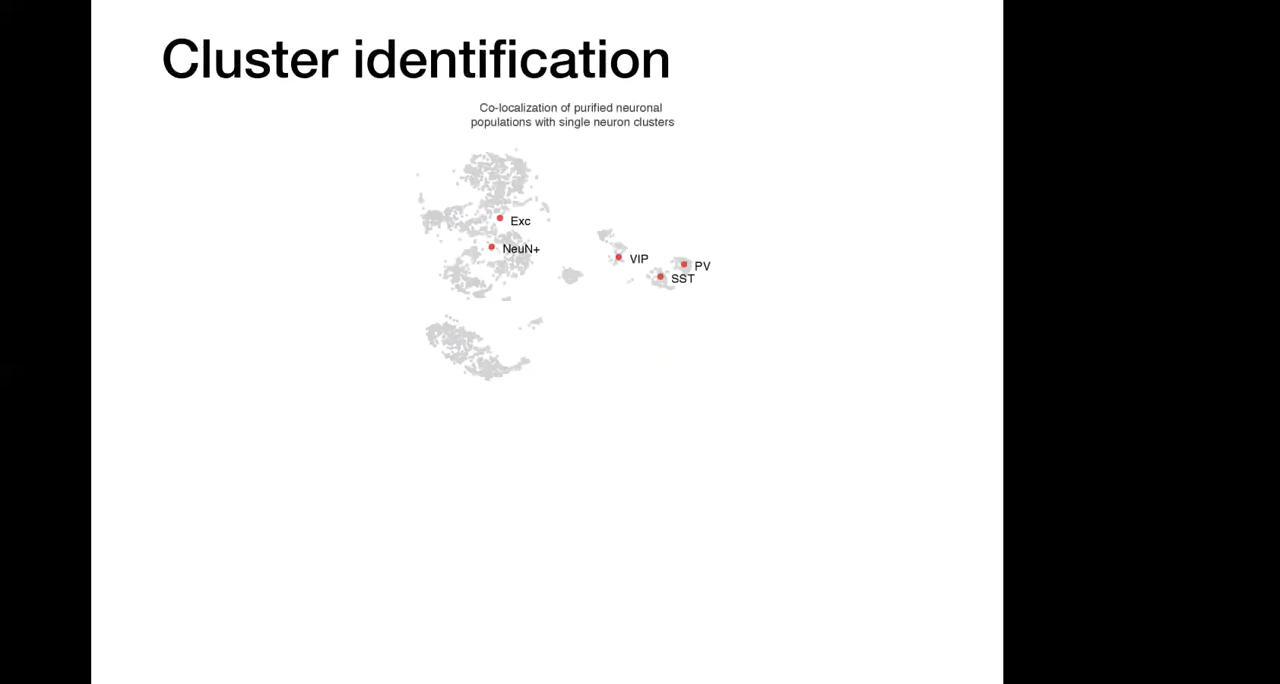 Cluster identification
Co-localization of purified neuronal
populations with single neuron clusters
Exc
NeuN+
VIP
PV
SST